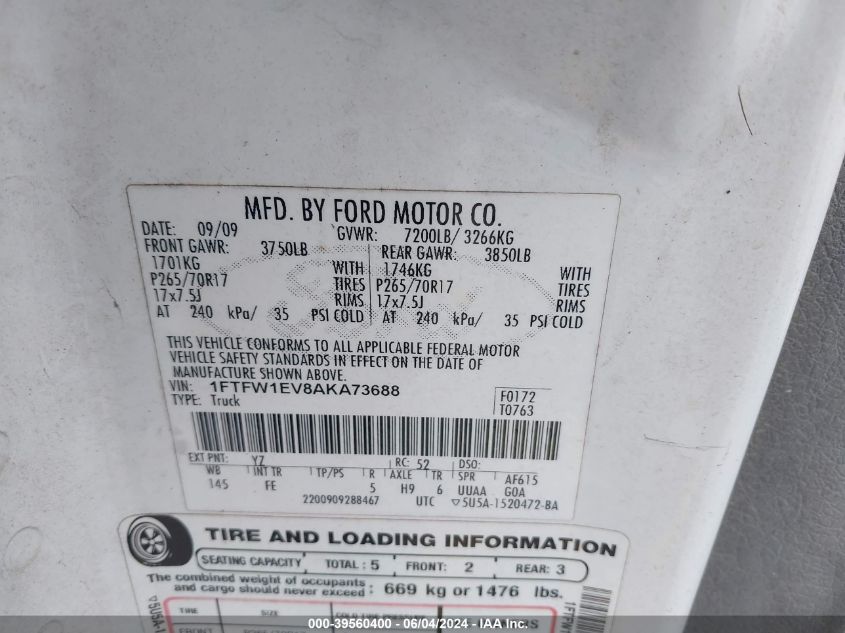 MFD. BY FORD MOTOR CO.
DATE: 09/09 GVWR: 7200LB/ 3266KG
FRONT GAWR: 3750LB REAR GAWR: 3850LB
1701KG WITH 1746KG WITH
P265/70R17 TIRES P265/70R17 TIRES
17x7.5J RIMS 17x7.5J RIMS
AT 240 kPa/ 35 PSI COLD AT 240 kPa/ 35 PSI COLD
THIS VEHICLE CONFORMS TO ALL APPLICABLE FEDERAL MOTOR
VEHICLE SAFETY STANDARDS IN EFFECT ON THE DATE OF
MANUFACTURE SHOWN ABOVE.
VIN: 1FTFW1EV8AKA73688
TYPE: Truck
F0172
T0763
EXT PNT: YZ RC: 52 DSO:
WB INT TR TP/PS R AXLE TR SPR AF615
145 FE 5 H9 6 UUAA G0A
2200909288467 UTC ▽5U5A-1520472-BA
TIRE AND LOADING INFORMATION
SEATING CAPACITY TOTAL: 5 FRONT: 2 REAR: 3
The combined weight of occupants
and cargo should never exceed: 669 kg or 1476 lbs.
TIRE SIZE
FRONT
000-39560400 - 06/04/2024 - IAA Inc.